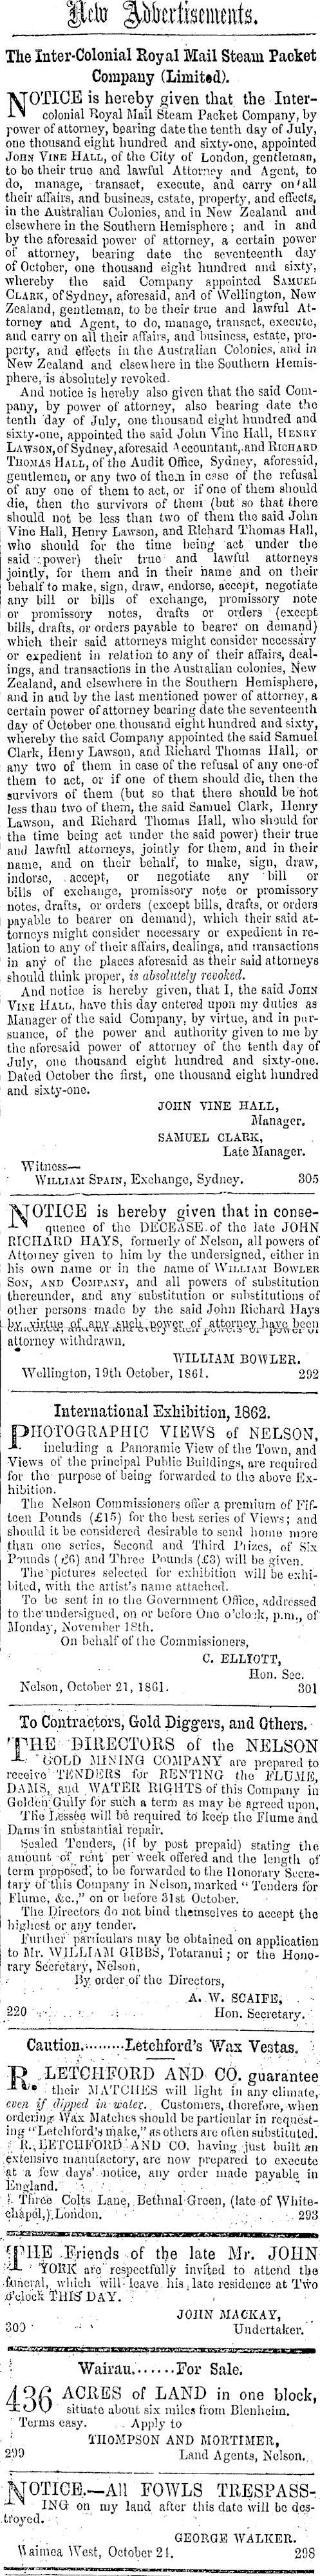 New Advertisements.
The Inter-Colonial Royal Mail Steam Packet
Company (Limited).
NOTICE is hereby given that the Inter-
colonial Royal Mail Steam Packet Company, by
power of attorney, bearing date the tenth day of July,
one thousand eight hundred and sixty-one, appointed
JOHN VINE HALL, of the City of London, gentleman,
to be their true and lawful Attorney and Agent, to
do, manage, transact, execute, and carry on all
their affairs, and business, estate, property, and effects,
in the Australian Colonies, and in New Zealand and
elsewhere in the Southern Hemisphere; and in and
by the aforesaid power of attorney, a certain power
of attorney, bearing date the seventeenth day
of October, one thousand eight hundred and sixty,
whereby the said Company appointed SAMUEL
CLARK, of Sydney, aforesaid, and of Wellington, New
Zealand, gentleman, to be their true and lawful At-
torney and Agent, to do, manage, transact, execute,
and carry on all their affairs, and business, estate, pro-
perty, and effects in the Australian Colonies, and in
New Zealand and elsewhere in the Southern Hemis-
phere, is absolutely revoked.
And notice is hereby also given that the said Com-
pany, by power of attorney, also bearing date the
tenth day of July, one thousand eight hundred and
sixty-one, appointed the said John Vine Hall, HENRY
LAWSON, of Sydney, aforesaid Accountant, and RICHARD
THOMAS HALL, of the Audit Office, Sydney, aforesaid,
gentlemen, or any two of them in case of the refusal
of any one of them to act, or if one of them should
die, then the survivors of them (but so that there
should not be less than two of them the said John
Vine Hall, Henry Lawson, and Richard Thomas Hall,
who should for the time being act under the
said power) their true and lawful attorneys
jointly, for them and in their name and on their
behalf to make, sign, draw, endorse, accept, negotiate
any bill or bills of exchange, promissory note
or promissory notes, drafts or orders (except
bills, drafts, or orders payable to bearer on demand)
which their said attorneys might consider necessary
or expedient in relation to any of their affairs, deal-
ings, and transactions in the Australian colonies, New
Zealand, and elsewhere in the Southern Hemisphere,
and in and by the last mentioned power of attorney, a
certain power of attorney bearing date the seventeenth
day of October one thousand eight hundred and sixty,
whereby the said Company appointed the said Samuel
Clark, Henry Lawson, and Richard Thomas Hall, or
any two of them in case of the refusal of any one of
them to act, or if one of them should die, then the
survivors of them (but so that there should be not
less than two of them, the said Samuel Clark, Henry
Lawson, and Richard Thomas Hall, who should for
the time being act under the said power) their true
and lawful attorneys, jointly for them, and in their
name, and on their behalf, to make, sign, draw,
indorse, accept, or negotiate any bill or
bills of exchange, promissory note or promissory
notes, drafts, or orders (except bills, drafts, or orders
payable to bearer on demand), which their said at-
torneys might consider necessary or expedient in re-
lation to any of their affairs, dealings, and transactions
in any of the places aforesaid as their said attorneys
should think proper, is absolutely revoked.
And notice is hereby given, that I, the said JOHN
VINE HALL, have this day entered upon my duties as
Manager of the said Company, by virtue, and in pur-
suance, of the power and authority given to me by
the aforesaid power of attorney of the tenth day of
July, one thousand eight hundred and sixty-one.
Dated October the first, one thousand eight hundred
and sixty-one.
JOHN VINE HALL,
Manager.
SAMUEL CLARK,
Late Manager.
Witness—
WILLIAM SPAIN, Exchange, Sydney. 305
NOTICE is hereby given that in conse-
quence of the DECEASE of the late JOHN
RICHARD HAYS, formerly of Nelson, all powers of
Attorney given to him by the undersigned, either in
his own name or in the name of WILLIAM BOWLER
SON, AND COMPANY, and all powers of substitution
thereunder, and any substitution or substitutions of
other persons made by the said John Richard Hays
by virtue of any such power of attorney have been
attorney withdrawn.
WILLIAM BOWLER.
Wellington, 19th October, 1861. 292
International Exhibition, 1862.
PHOTOGRAPHIC VIEWS of NELSON,
including a Panoramic View of the Town, and
Views of the principal Public Buildings, are required
for the purpose of being forwarded to the above Ex-
hibition.
The Nelson Commissioners offer a premium of Fif-
teen Pounds (£15) for the best series of Views; and
should it be considered desirable to send home more
than one series, Second and Third Prizes, of Six
Pounds (£6) and Three Pounds (£3) will be given.
The pictures selected for exhibition will be exhi-
bited, with the artist's name attached.
To be sent in to the Government Office, addressed
to the undersigned, on or before One o'clock, p.m., of
Monday, November 18th.
On behalf of the Commissioners,
C. ELLIOTT,
Hon. Sec.
Nelson, October 21, 1861. 301
To Contractors, Gold Diggers, and Others.
THE DIRECTORS of the NELSON
GOLD MINING COMPANY are prepared to
receive TENDERS for RENTING the FLUME,
DAMS, and WATER RIGHTS of this Company in
Golden Gully for such a term as may be agreed upon,
The Lessee will be required to keep the Flume and
Dams in substantial repair.
Sealed Tenders, (if by post prepaid) stating the
amount of rent per week offered and the length of
term proposed, to be forwarded to the Honorary Secre-
tary of this Company in Nelson, marked "Tenders for
Flume, &c.," on or before 31st October.
The Directors do not bind themselves to accept the
highest or any tender.
Further particulars may be obtained on application
to Mr. WILLIAM GIBBS, Totaranui; or the Hono-
rary Secretary, Nelson,
By order of the Directors,
A. W. SCAIFE,
220 Hon. Secretary.
Caution.........Letchford's Wax Vestas.
R. LETCHFORD AND CO. guarantee
their MATCHES will light in any climate,
even if dipped in water. Customers, therefore, when
ordering Wax Matches should be particular in request-
ing "Letchford's make," as others are often substituted.
R. LETCHFORD AND CO. having just built an
extensive manufactory, are now prepared to execute
at a few days' notice, any order made payable in
England.
Three Colts Lane, Bethnal Green, (late of White-
chapel,) London. 293
THE Friends of the late Mr. JOHN
YORK are respectfully invited to attend the
funeral, which will leave his late residence at Two
o'clock THIS DAY.
JOHN MACKAY,
300 Undertaker.
Wairau.......For Sale.
436 ACRES of LAND in one block,
situate about six miles from Blenheim.
Terms easy. Apply to
THOMPSON AND MORTIMER,
299 Land Agents, Nelson.
NOTICE.—All FOWLS TRESPASS-
ING on my land after this date will be des-
troyed.
GEORGE WALKER.
Waimea West, October 21. 298